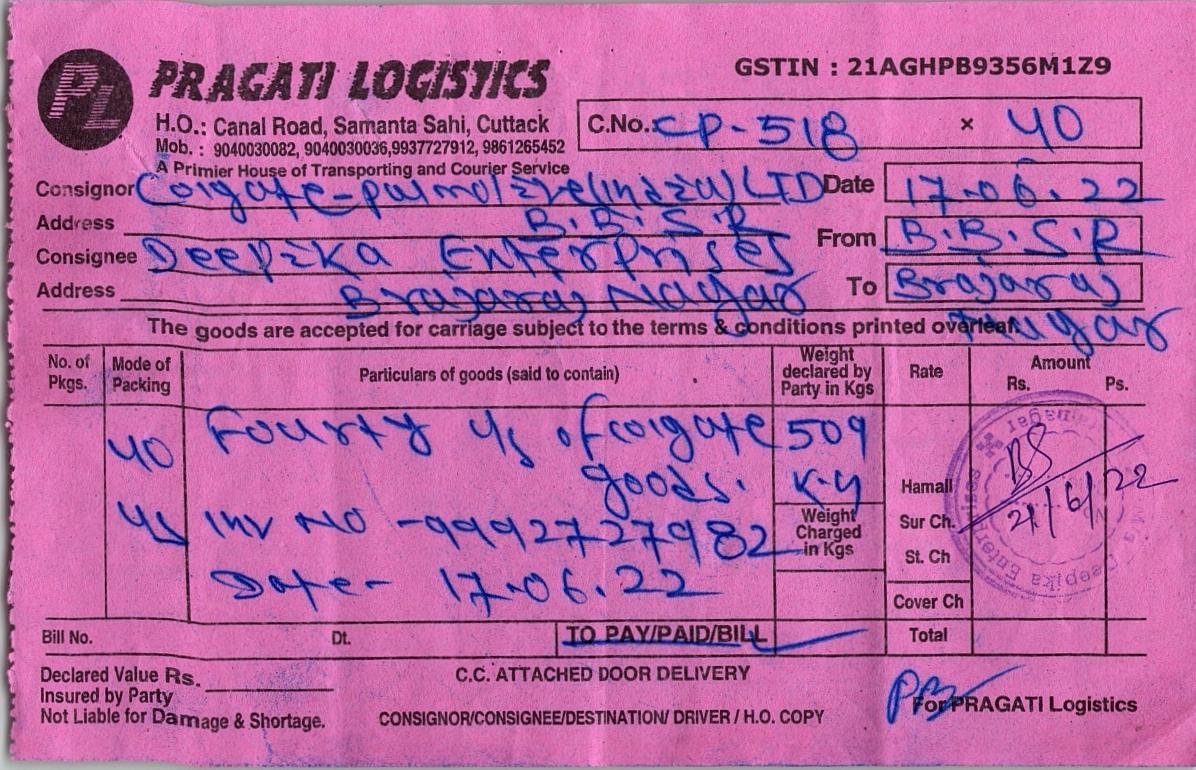 PL PRAGATI LOGISTICS
GSTIN : 21AGHPB9356M1Z9
H.O.: Canal Road, Samanta Sahi, Cuttack
Mob. : 9040030082, 9040030036,9937727912, 9861265452
A Primier House of Transporting and Courier Service
C.No.: CP-518 × 40
Consignor Colgate-palmolive(India) LTD Date 17.06.22
Address B.B.S.R
From B.B.S.R
Consignee Deepika Enterprises
Address Brajaraj Nagar
To Brajaraj Nagar
The goods are accepted for carriage subject to the terms & conditions printed overleaf.
No. of Pkgs. Mode of Packing Particulars of goods (said to contain) Weight declared by Party in Kgs Rate Amount Rs. Ps.
40 Fourty c/s of colgate goods. 509 K.g
c/s Inv No - 9992727982
Date - 17.06.22
Weight Charged in Kgs
Hamali
Sur Ch.
St. Ch
Cover Ch
Total
21/6/22
Deepika Enterprises
Bill No. Dt. TO PAY/PAID/BILL
Declared Value Rs.
Insured by Party
Not Liable for Damage & Shortage.
C.C. ATTACHED DOOR DELIVERY
CONSIGNOR/CONSIGNEE/DESTINATION/ DRIVER / H.O. COPY
For PRAGATI Logistics